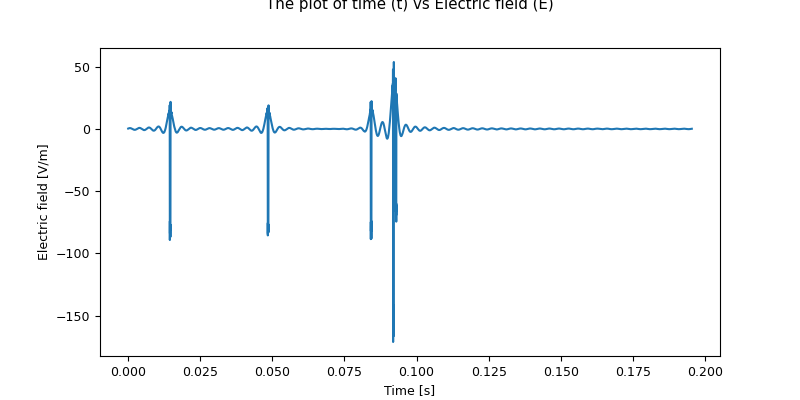 The plot of time (t) vs Electric field (E)
50
0
−50
−100
−150
Electric field [V/m]
0.000 0.025 0.050 0.075 0.100 0.125 0.150 0.175 0.200
Time [s]